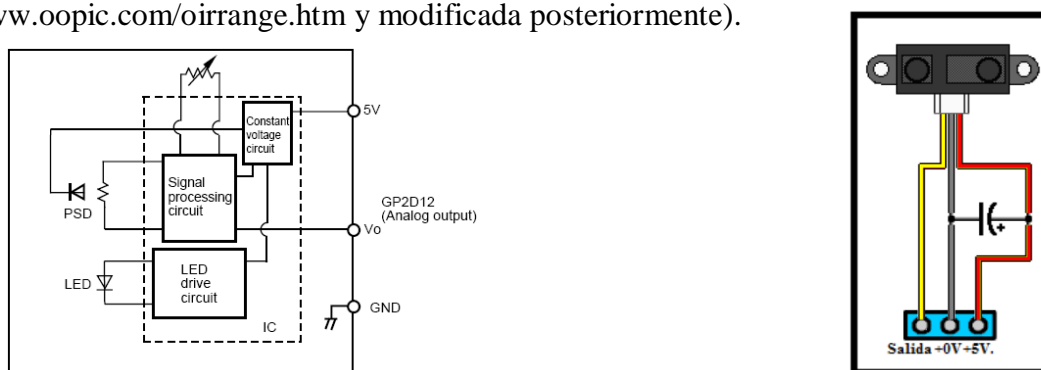 ww.oopic.com/oirrange.htm y modificada posteriormente).
5V
Constant
voltage
circuit
Signal
processing
circuit
PSD
GP2D12
(Analog output)
Vo
LED
LED
drive
circuit
GND
IC
+
Salida +0V +5V.